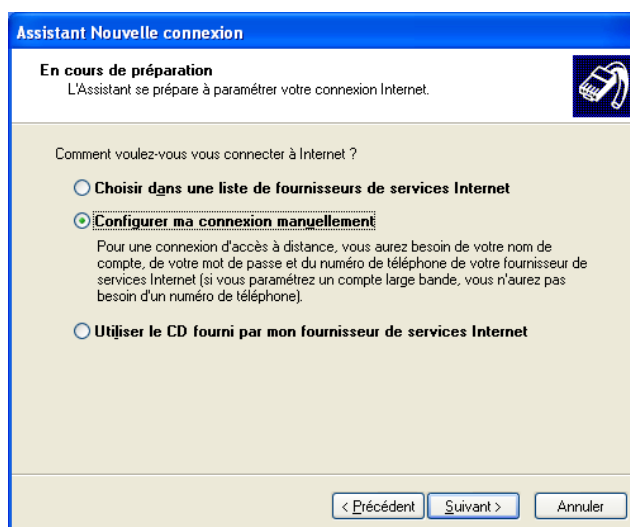 Assistant Nouvelle connexion
En cours de préparation
L'Assistant se prépare à paramétrer votre connexion Internet.
Comment voulez-vous vous connecter à Internet ?
Choisir dans une liste de fournisseurs de services Internet
Configurer ma connexion manuellement
Pour une connexion d'accès à distance, vous aurez besoin de votre nom de
compte, de votre mot de passe et du numéro de téléphone de votre fournisseur de
services Internet (si vous paramétrez un compte large bande, vous n'aurez pas
besoin d'un numéro de téléphone).
Utiliser le CD fourni par mon fournisseur de services Internet
< Précédent Suivant > Annuler